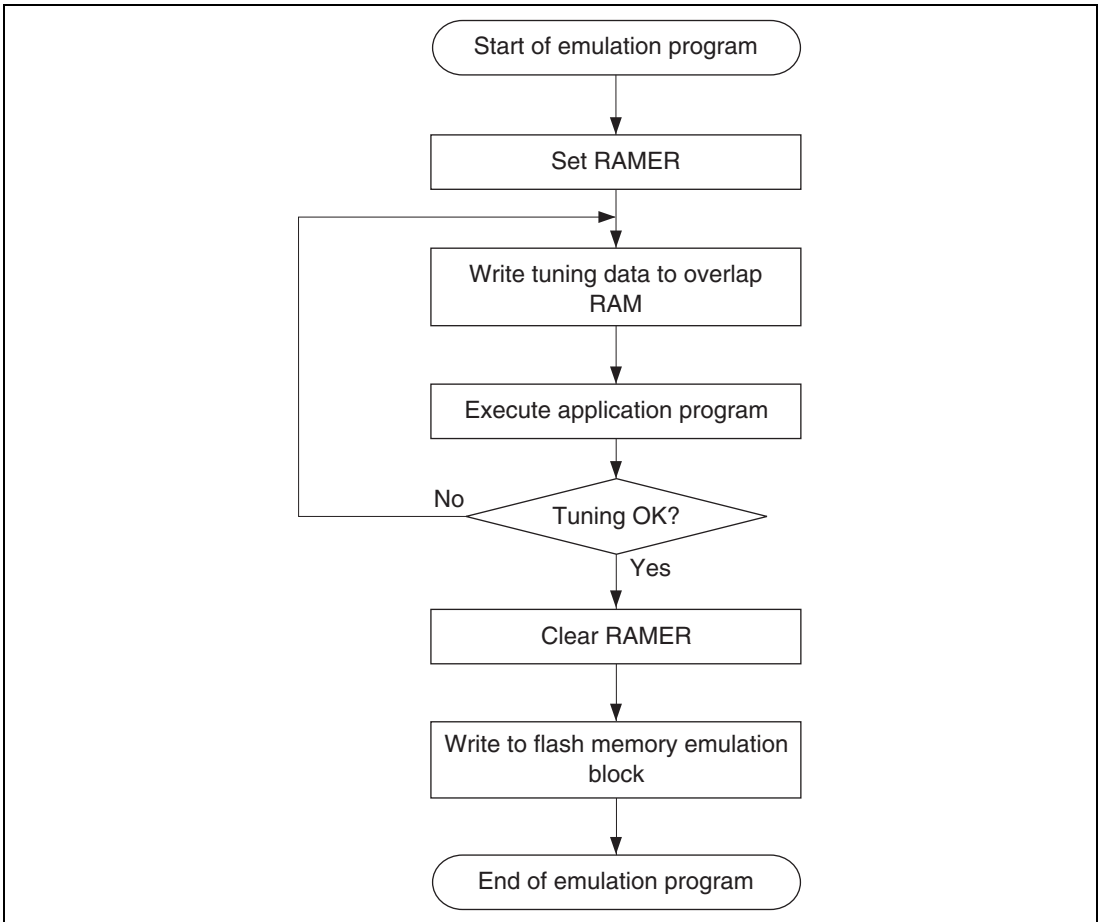 Start of emulation program
Set RAMER
Write tuning data to overlap
RAM
Execute application program
No
Tuning OK?
Yes
Clear RAMER
Write to flash memory emulation
block
End of emulation program